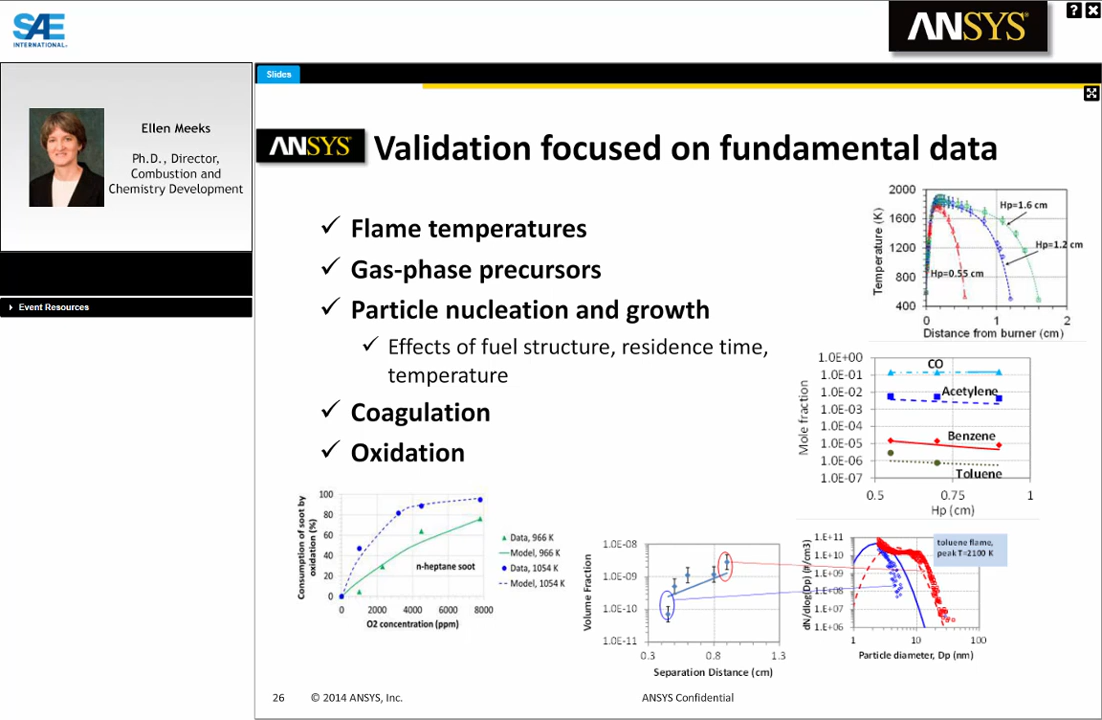 SAE
INTERNATIONAL
ANSYS
?
Ellen Meeks
Ph.D., Director,
Combustion and
Chemistry Development
Event Resources
Slides
ANSYS Validation focused on fundamental data
✓ Flame temperatures
✓ Gas-phase precursors
✓ Particle nucleation and growth
✓ Effects of fuel structure, residence time,
temperature
✓ Coagulation
✓ Oxidation
Temperature (K)
2000
1600
1200
800
400
Hp=1.6 cm
Hp=1.2 cm
Hp=0.55 cm
0 1 2
Distance from burner (cm)
Mole fraction
1.0E+00
1.0E-01
1.0E-02
1.0E-03
1.0E-04
1.0E-05
1.0E-06
1.0E-07
CO
Acetylene
Benzene
Toluene
0.5 0.75 1
Hp (cm)
Consumption of soot by
oxidation (%)
100
80
60
40
20
0
n-heptane soot
0 2000 4000 6000 8000
O2 concentration (ppm)
Data, 966 K
Model, 966 K
Data, 1054 K
Model, 1054 K
Volume Fraction
1.0E-08
1.0E-09
1.0E-10
1.0E-11
0.3 0.8 1.3
Separation Distance (cm)
dN/dlog(Dp) (#/cm3)
1.E+11
1.E+10
1.E+09
1.E+08
1.E+07
1.E+06
toluene flame,
peak T=2100 K
1 10 100
Particle diameter, Dp (nm)
26 © 2014 ANSYS, Inc. ANSYS Confidential